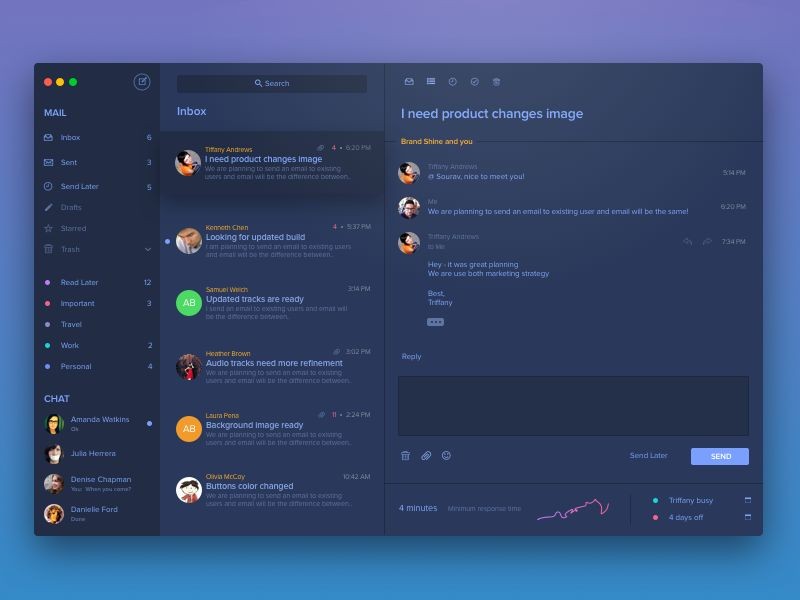 MAIL
Inbox 6
Sent 3
Send Later 5
Drafts
Starred
Trash
Read Later 12
Important 3
Travel
Work 2
Personal 4
CHAT
Amanda Watkins
Ok
Julia Herrera
Denise Chapman
You: When you come?
Danielle Ford
Done
Search
Inbox
Tiffany Andrews 4 • 6:20 PM
I need product changes image
We are planning to send an email to existing
users and email will be the difference between..
Kenneth Chen 4 • 5:37 PM
Looking for updated build
I am planning to send an email to existing users
and email will be the difference between..
AB
Samuel Welch 3:14 PM
Updated tracks are ready
I send an email to existing users and email will
be the difference between..
Heather Brown 3:02 PM
Audio tracks need more refinement
We are planning to send an email to existing
users and email will be the difference between..
AB
Laura Pena 11 • 2:24 PM
Background image ready
We are planning to send an email to existing
users and email will be the difference between..
Olivia McCoy 10:42 AM
Buttons color changed
We are planning to send an email to existing
users and email will be the difference between..
I need product changes image
Brand Shine and you
Tiffany Andrews
@ Sourav, nice to meet you! 5:14 PM
Me
We are planning to send an email to existing user and email will be the same! 6:20 PM
Tiffany Andrews
to Me 7:34 PM
Hey - it was great planning
We are use both marketing strategy
Best,
Triffany
Reply
Send Later SEND
4 minutes Minimum response time
Triffany busy
4 days off